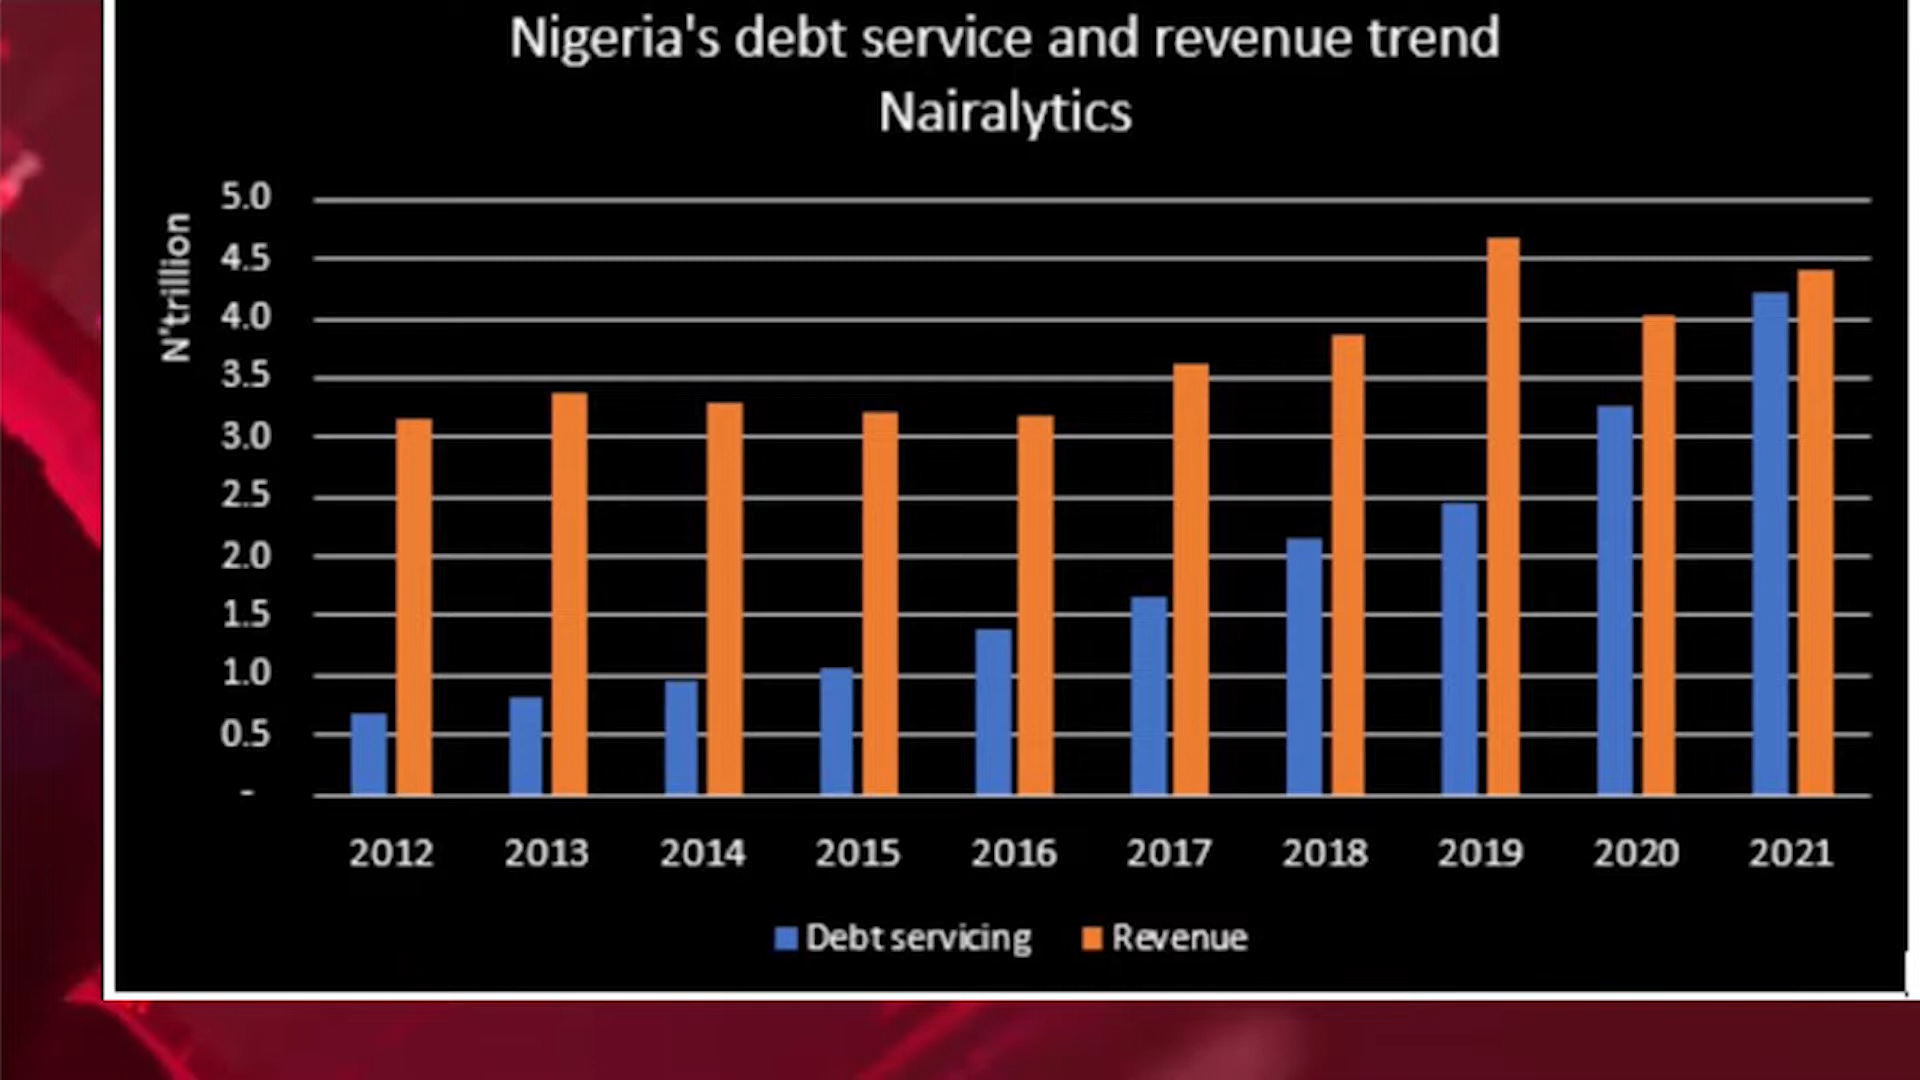 Nigeria's debt service and revenue trend
Nairalytics
N'trillion
5.0
4.5
4.0
3.5
3.0
2.5
2.0
1.5
1.0
0.5
-
2012 2013 2014 2015 2016 2017 2018 2019 2020 2021
Debt servicing Revenue